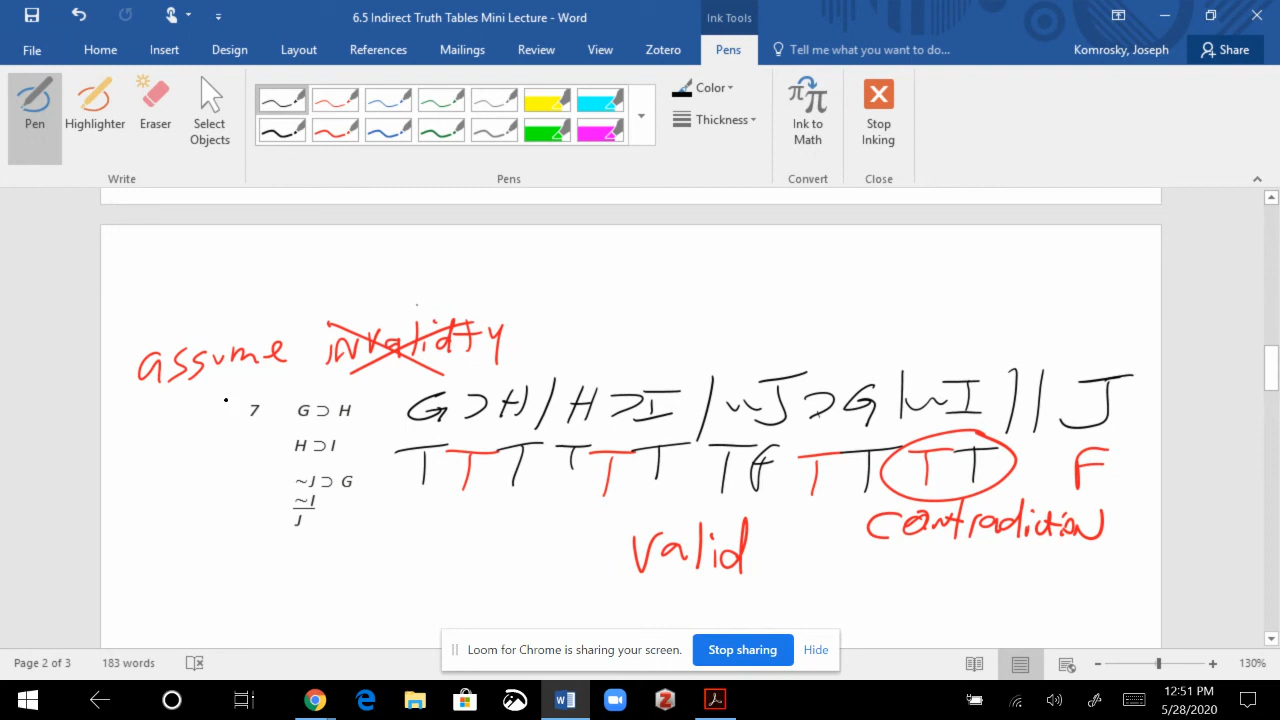 6.5 Indirect Truth Tables Mini Lecture - Word
Ink Tools
File Home Insert Design Layout References Mailings Review View Zotero Pens Tell me what you want to do... Komrosky, Joseph Share
Pen Highlighter Eraser Select Objects
Color
Thickness
Ink to Math
Stop Inking
Write Pens Convert Close
assume invalidity
7 G ⊃ H
H ⊃ I
~J ⊃ G
~I
J
G ⊃ H / H ⊃ I / ~J ⊃ G / ~I // J
T T T T T T T F T T T T F
contradiction
valid
Loom for Chrome is sharing your screen. Stop sharing Hide
Page 2 of 3 183 words 130%
12:51 PM
5/28/2020